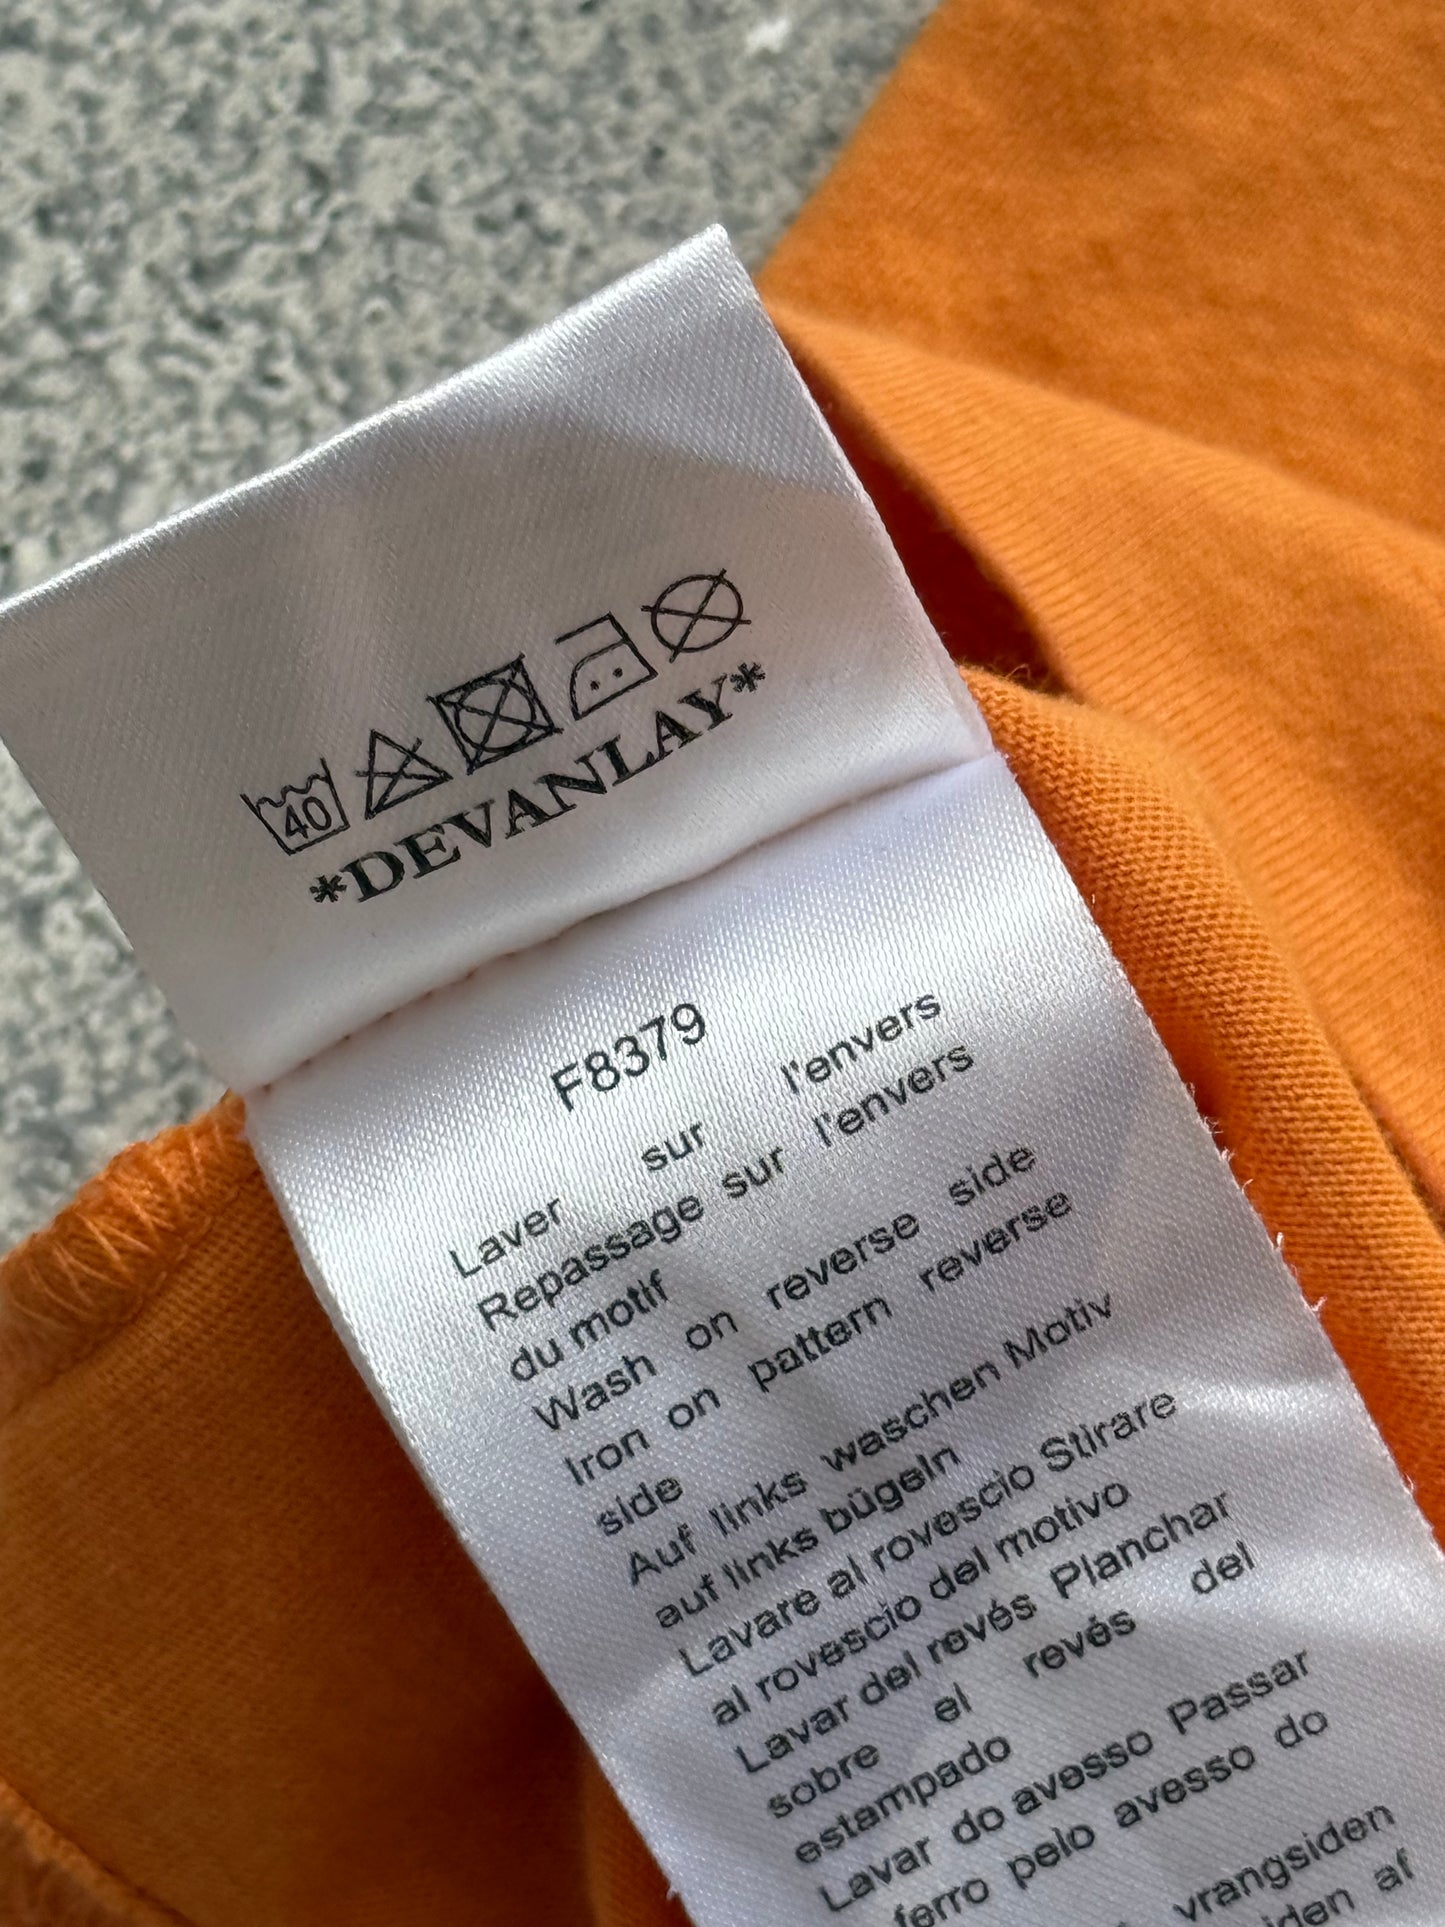 40
*DEVANLAY*
F8379
Laver sur l'envers
Repassage sur l'envers
du motif
Wash on reverse side
Iron on pattern reverse
side
Auf links waschen Motiv
auf links bügeln
Lavare al rovescio Stirare
al rovescio del motivo
Lavar del revés Planchar
sobre el revés del
estampado
Lavar do avesso Passar
ferro pelo avesso do
vrangsiden
af